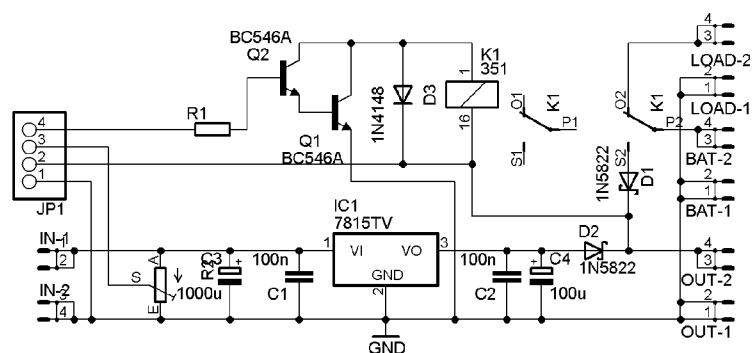 BC546A
Q2
K1
351
1
16
D3
1N4148
O1
K1
P1
S1
O2
K1
P2
S2
4
3
LOAD-2
2
1
LOAD-1
4
3
BAT-2
2
1
BAT-1
4
3
2
1
JP1
R1
Q1
BC546A
1N5822
D1
IC1
7815TV
1
VI
VO
3
GND
2
D2
1N5822
IN-1
2
IN-2
3
4
A
S
E
C3
1000u
100n
C1
100n
C2
C4
100u
4
3
OUT-2
2
1
OUT-1
GND